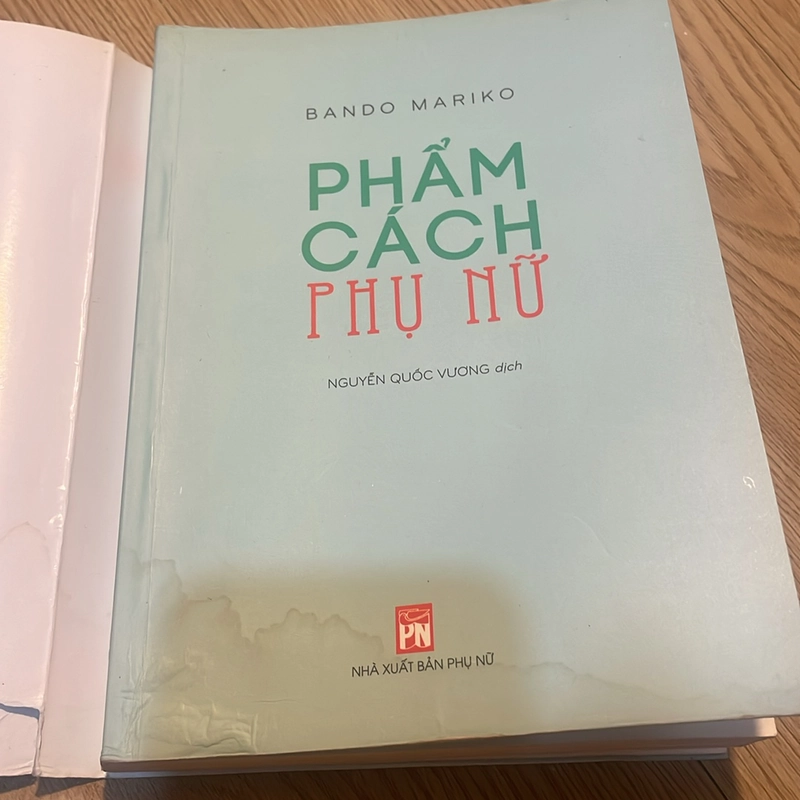 BANDO MARIKO
PHẨM
CÁCH
PHỤ NỮ
NGUYỄN QUỐC VƯƠNG dịch
PN
NHÀ XUẤT BẢN PHỤ NỮ